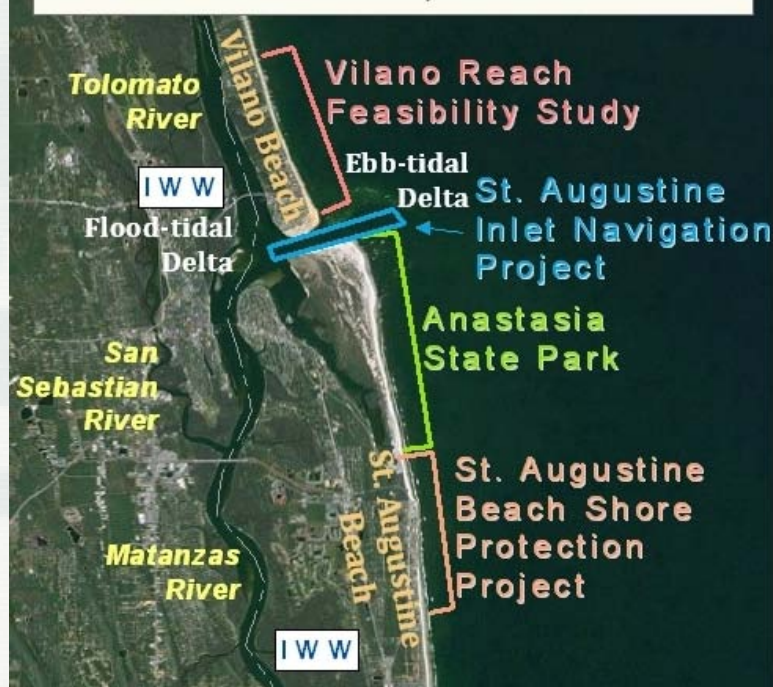 Vilano Beach
Tolomato
River
Vilano Reach
Feasibility Study
I W W
Ebb-tidal
Delta
Flood-tidal
Delta
St. Augustine
Inlet Navigation
Project
Anastasia
State Park
San
Sebastian
River
St. Augustine
Beach
St. Augustine
Beach Shore
Protection
Project
Matanzas
River
I W W